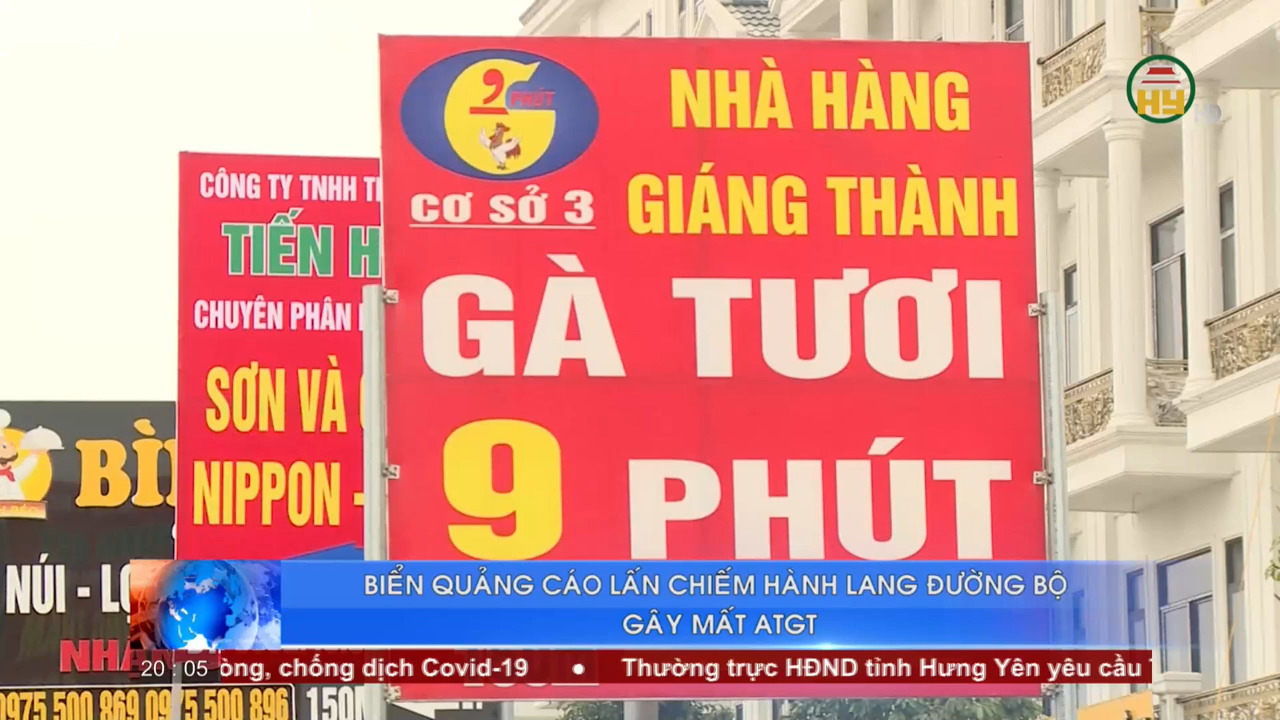 9
PHÚT
CƠ SỞ 3
NHÀ HÀNG
GIÁNG THÀNH
GÀ TƯƠI
9 PHÚT
CÔNG TY TNHH
TIẾN
CHUYÊN PHÂN
SƠN VÀ
NIPPON -
NÚI -
0975 500 869 0975 500 896
HY
BIỂN QUẢNG CÁO LẤN CHIẾM HÀNH LANG ĐƯỜNG BỘ
GÂY MẤT ATGT
20 : 05 òng, chống dịch Covid-19 • Thường trực HĐND tỉnh Hưng Yên yêu cầu